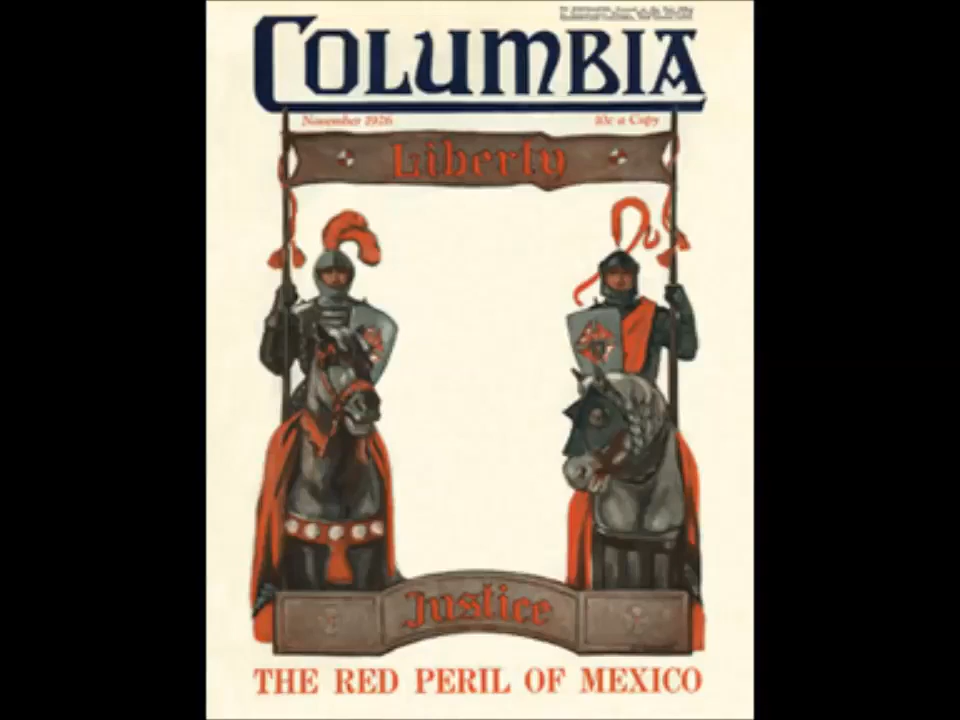 COLUMBIA
November 1926
10c a Copy
Liberty
Justice
THE RED PERIL OF MEXICO